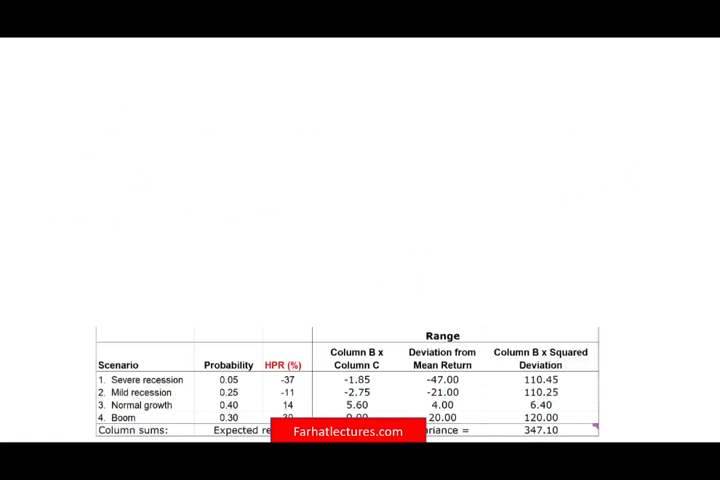 Range
Scenario Probability HPR (%) Column B x Column C Deviation from Mean Return Column B x Squared Deviation
1. Severe recession 0.05 -37 -1.85 -47.00 110.45
2. Mild recession 0.25 -11 -2.75 -21.00 110.25
3. Normal growth 0.40 14 5.60 4.00 6.40
4. Boom 0.30 20.00 120.00
Column sums: Expected 347.10
Farhatlectures.com